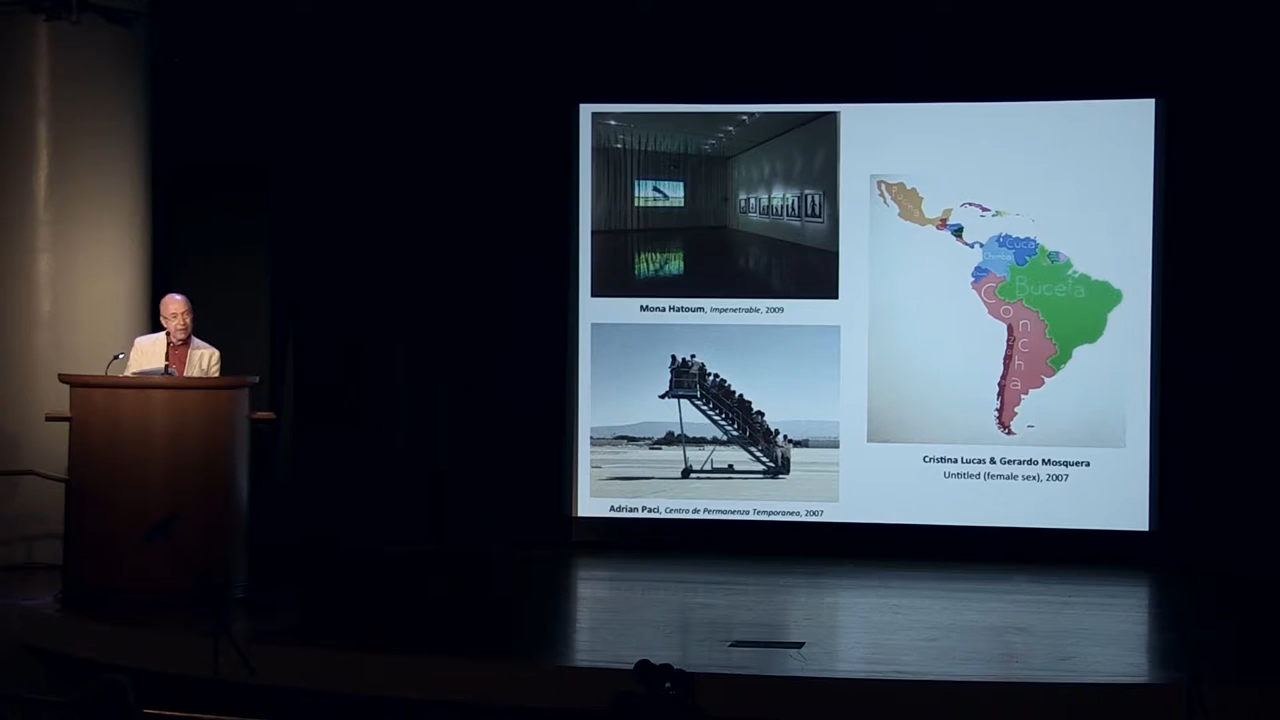 Mona Hatoum, Impenetrable, 2009
Adrian Paci, Centro de Permanenza Temporanea, 2007
Cuca
Buceta
Concha
Cristina Lucas & Gerardo Mosquera
Untitled (female sex), 2007